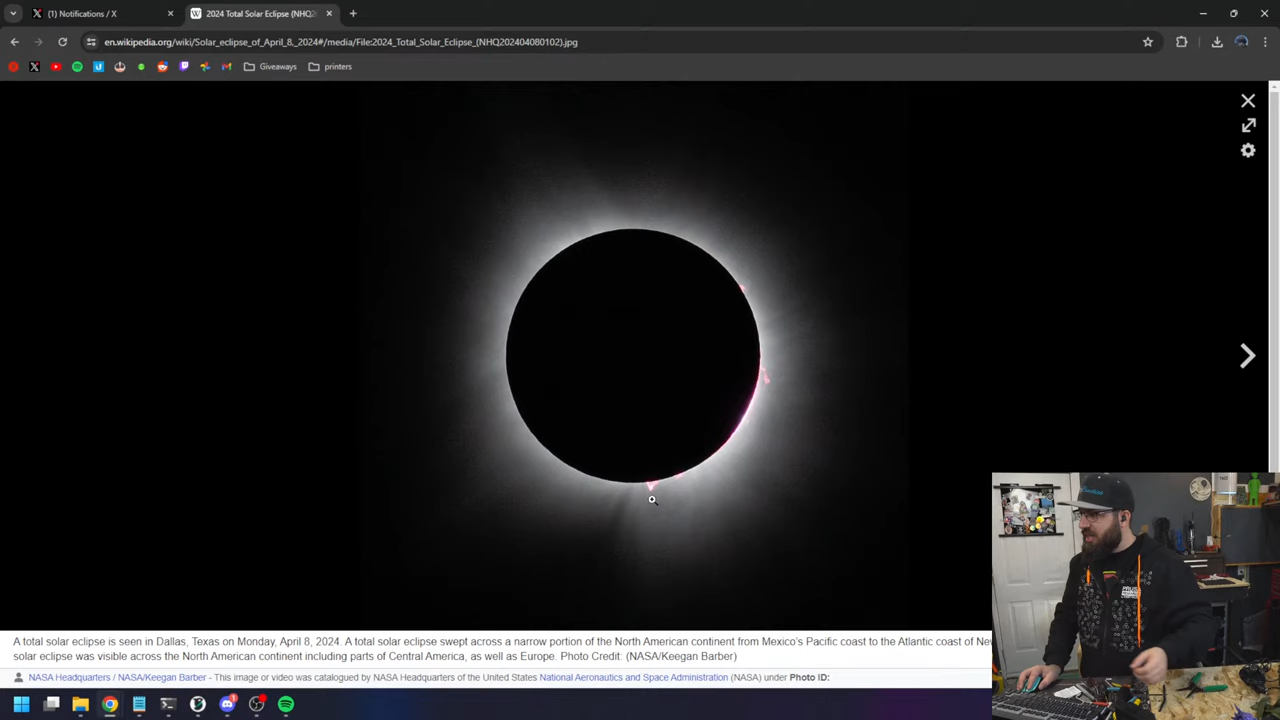 (1) Notifications / X
2024 Total Solar Eclipse (NHQ2
en.wikipedia.org/wiki/Solar_eclipse_of_April_8,_2024#/media/File:2024_Total_Solar_Eclipse_(NHQ202404080102).jpg
Giveaways
printers
A total solar eclipse is seen in Dallas, Texas on Monday, April 8, 2024. A total solar eclipse swept across a narrow portion of the North American continent from Mexico's Pacific coast to the Atlantic coast of Ne
solar eclipse was visible across the North American continent including parts of Central America, as well as Europe. Photo Credit: (NASA/Keegan Barber)
NASA Headquarters / NASA/Keegan Barber - This image or video was catalogued by NASA Headquarters of the United States National Aeronautics and Space Administration (NASA) under Photo ID: